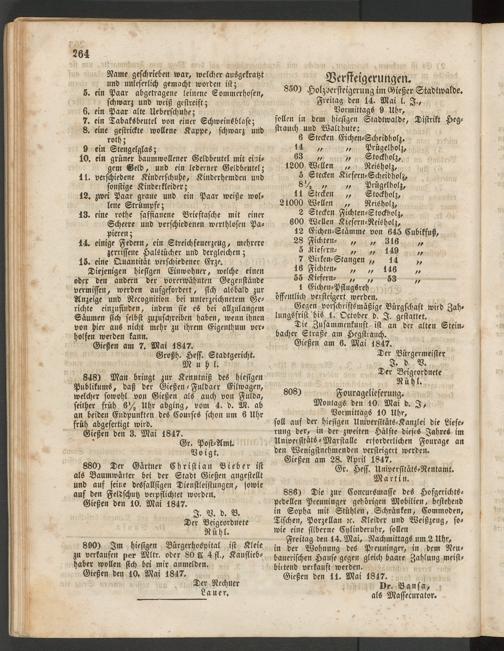 264
Name geschrieben war, welcher ausgekratzt
und unleserlich gemacht worden ist;
5. ein Paar abgetragene leinene Sommerhosen,
schwarz und weiß gestreift;
6. ein Paar alte Ueberschuhe;
7. ein Tabaksbeutel von einer Schweinsblase;
8. eine gestrickte wollene Kappe, schwarz und
roth;
9. ein Stengelglas;
10. ein grüner baumwollener Geldbeutel mit eini-
gem Geld, und ein lederner Geldbeutel;
11. verschiedene Kinderschuhe, Kinderhemden und
sonstige Kinderkleider;
12. zwei Paar graue und ein Paar weiße wol-
lene Strümpfe;
13. eine rothe saffianene Brieftasche mit einer
Scheere und verschiedenen werthlosen Pa-
pieren;
14. einige Federn, ein Streichfeuerzeug, mehrere
zerrissene Halstücher und dergleichen;
15. eine Quantität verschiedener Erze.
Diejenigen hiesigen Einwohner, welche einen
oder den andern der vorerwähnten Gegenstände
vermissen, werden aufgefordert, sich alsbald zur
Anzeige und Recognition bei unterzeichnetem Ge-
richte einzufinden, indem sie es bei allzulangem
Säumen sich selbst zuzuschreiben haben, wenn ihnen
von hier aus nicht mehr zu ihrem Eigenthum ver-
holfen werden kann.
Gießen am 7. Mai 1847.
Großh. Hess. Stadtgericht.
Muhl.
848) Man bringt zur Kenntniß des hiesigen
Publikums, daß der Gießen-Fuldaer Eilwagen,
welcher sowohl von Gießen als auch von Fulda,
seither früh 6½ Uhr abging, vom 4. d. M. ab
an beiden Endpunkten des Courses schon um 6 Uhr
früh abgefertigt wird.
Gießen den 3. Mai 1847.
Gr. Post-Amt.
Voigt.
880) Der Gärtner Christian Bieber ist
als Baumwärter bei der Stadt Gießen angestellt
und auf seine desfallsigen Dienstleistungen, sowie
auf den Feldschutz verpflichtet worden.
Gießen den 10. Mai 1847.
J. V. d. B.
Der Beigeordnete
Rühl.
890) Im hiesigen Bürgerhospital ist Kleie
zu verkaufen per Mltr. oder 80 ℔ 4 fl., Kaufslieb-
haber wollen sich bei mir anmelden.
Gießen den 10. Mai 1847.
Der Rechner
Lauer.
Versteigerungen.
850) Holzversteigerung im Gießer Stadtwalde.
Freitag den 14. Mai l. J.,
Vormittags 9 Uhr,
sollen in dem hiesigen Stadtwalde, Distrikt Heg-
strauch und Waldhute:
6 Stecken Eichen-Scheidholz,
14 „ „ Prügelholz,
63 „ „ Stockholz,
1200 Wellen „ Reisholz,
5 Stecken Kiefern-Scheidholz,
8½ „ „ Prügelholz,
11 Stecken „ Stockholz,
21000 Wellen „ Reisholz,
2 Stecken Fichten-Stockholz,
600 Wellen Kiefern-Reisholz,
12 Eichen-Stämme von 645 Cubikfuß,
28 Fichten- „ „ 316 „
5 Kiefern- „ „ 149 „
7 Birken-Stangen „ 14 „
16 Fichten- „ „ 146 „
55 Kiefern- „ „ 53 „
1 Eichen-Pflugsreb
öffentlich versteigert werden.
Gegen vorschriftsmäßige Bürgschaft wird Zah-
lungsfrist bis 1. October d. J. gestattet.
Die Zusammenkunft ist an der alten Stein-
bacher Straße am Hegstrauch.
Gießen am 6. Mai 1847.
Der Bürgermeister
J. d. V.
Der Beigeordnete
Rühl.
808) Fouragelieferung.
Montags den 10. Mai d. J.,
Vormittags 10 Uhr,
soll auf der hiesigen Universitäts-Kanzlei die Liefe-
rung der, in der zweiten Hälfte dieses Jahres im
Universitäts-Marstalle erforderlichen Fourage an
den Wenigstnehmenden versteigert werden.
Gießen am 28. April 1847.
Gr. Hess. Universitäts-Rentamt.
Martin.
886) Die zur Concursmasse des Hofgerichts-
pedellen Preuninger gehörigen Mobilien, bestehend
in Sopha mit Stühlen, Schränken, Commoden,
Tischen, Porzellan ꝛc. Kleider und Weißzeug, so-
wie eine silberne Cylinderuhr, sollen
Freitag den 14. Mai, Nachmittags um 2 Uhr,
in der Wohnung des Preuninger, in dem Neu-
bauerischen Hause gegen gleich baare Zahlung meist-
bietend verkauft werden.
Gießen den 11. Mai 1847.
Dr. Bansa,
als Massecurator.